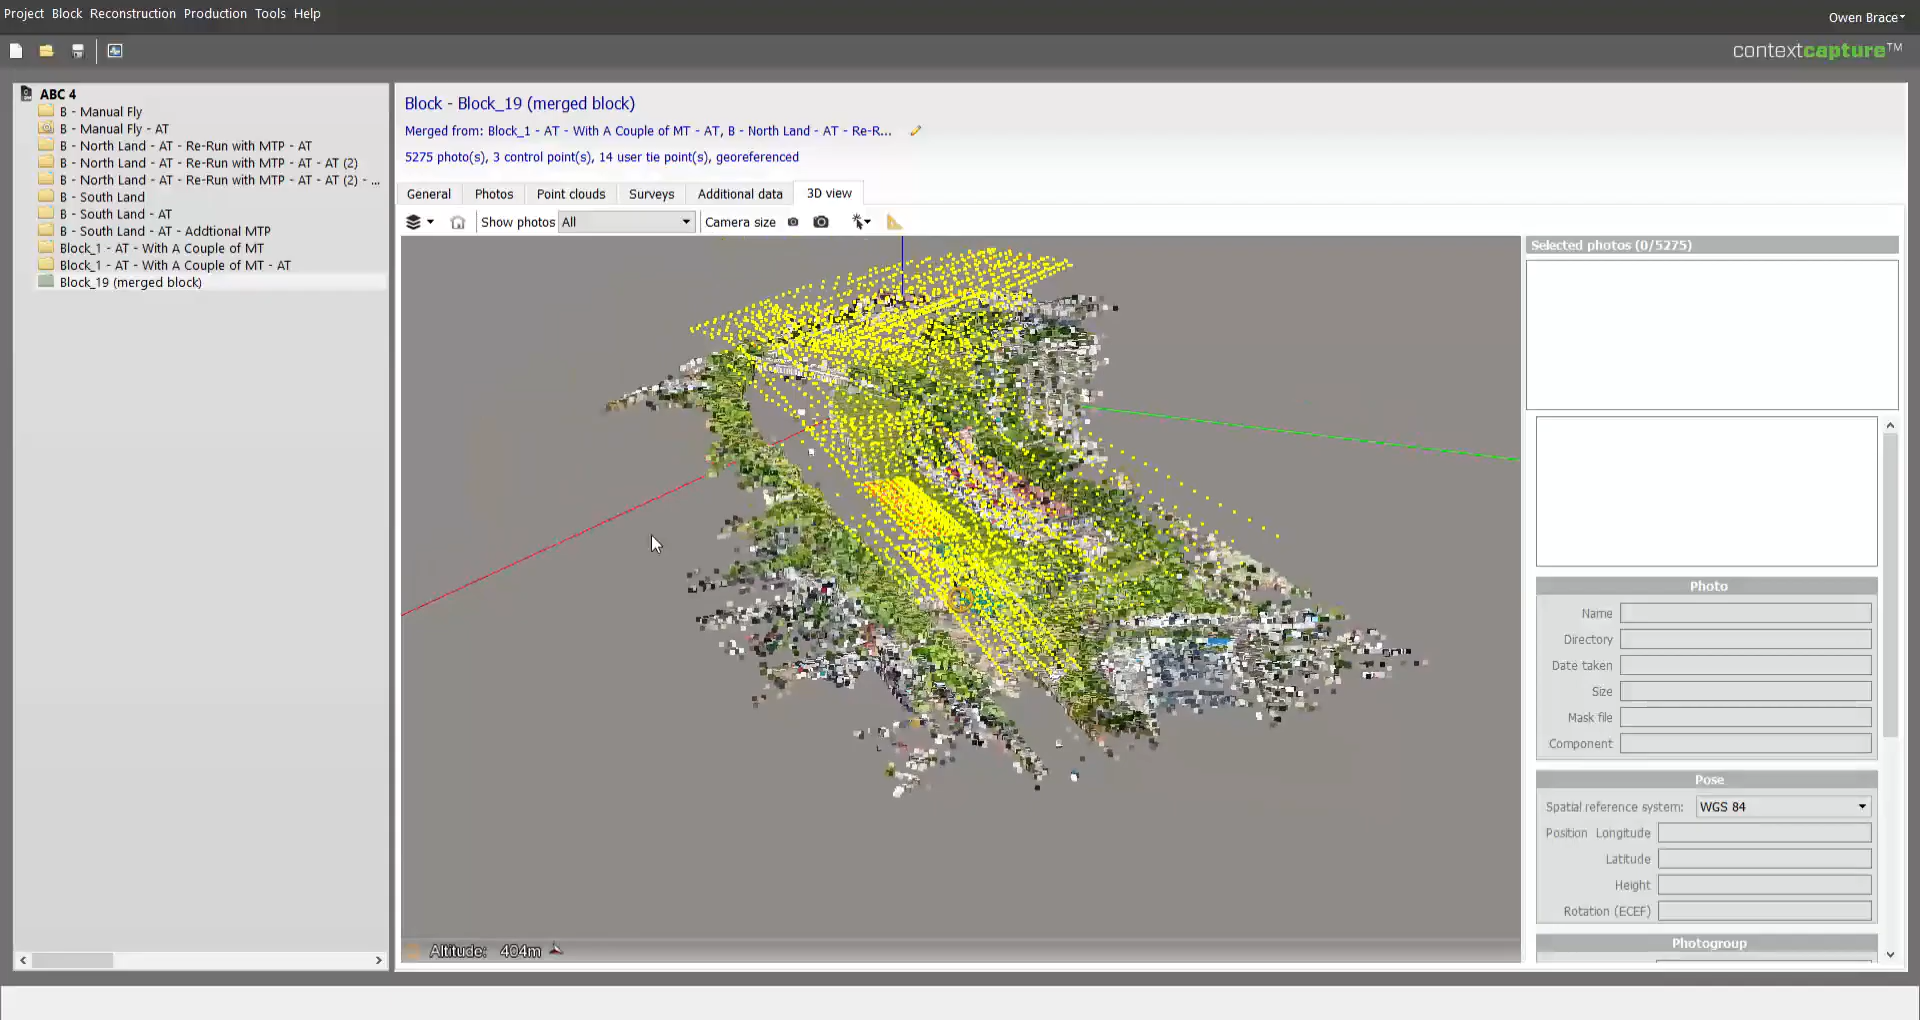 Project Block Reconstruction Production Tools Help
Owen Brace
contextcapture™
ABC 4
B - Manual Fly
B - Manual Fly - AT
B - North Land - AT - Re-Run with MTP - AT
B - North Land - AT - Re-Run with MTP - AT - AT (2)
B - North Land - AT - Re-Run with MTP - AT - AT (2) - ...
B - South Land
B - South Land - AT
B - South Land - AT - Addtional MTP
Block_1 - AT - With A Couple of MT
Block_1 - AT - With A Couple of MT - AT
Block_19 (merged block)
Block - Block_19 (merged block)
Merged from: Block_1 - AT - With A Couple of MT - AT, B - North Land - AT - Re-R...
5275 photo(s), 3 control point(s), 14 user tie point(s), georeferenced
General Photos Point clouds Surveys Additional data 3D view
Show photos All Camera size
Altitude: 404m
Selected photos (0/5275)
Photo
Name
Directory
Date taken
Size
Mask file
Component
Pose
Spatial reference system: WGS 84
Position Longitude
Latitude
Height
Rotation (ECEF)
Photogroup